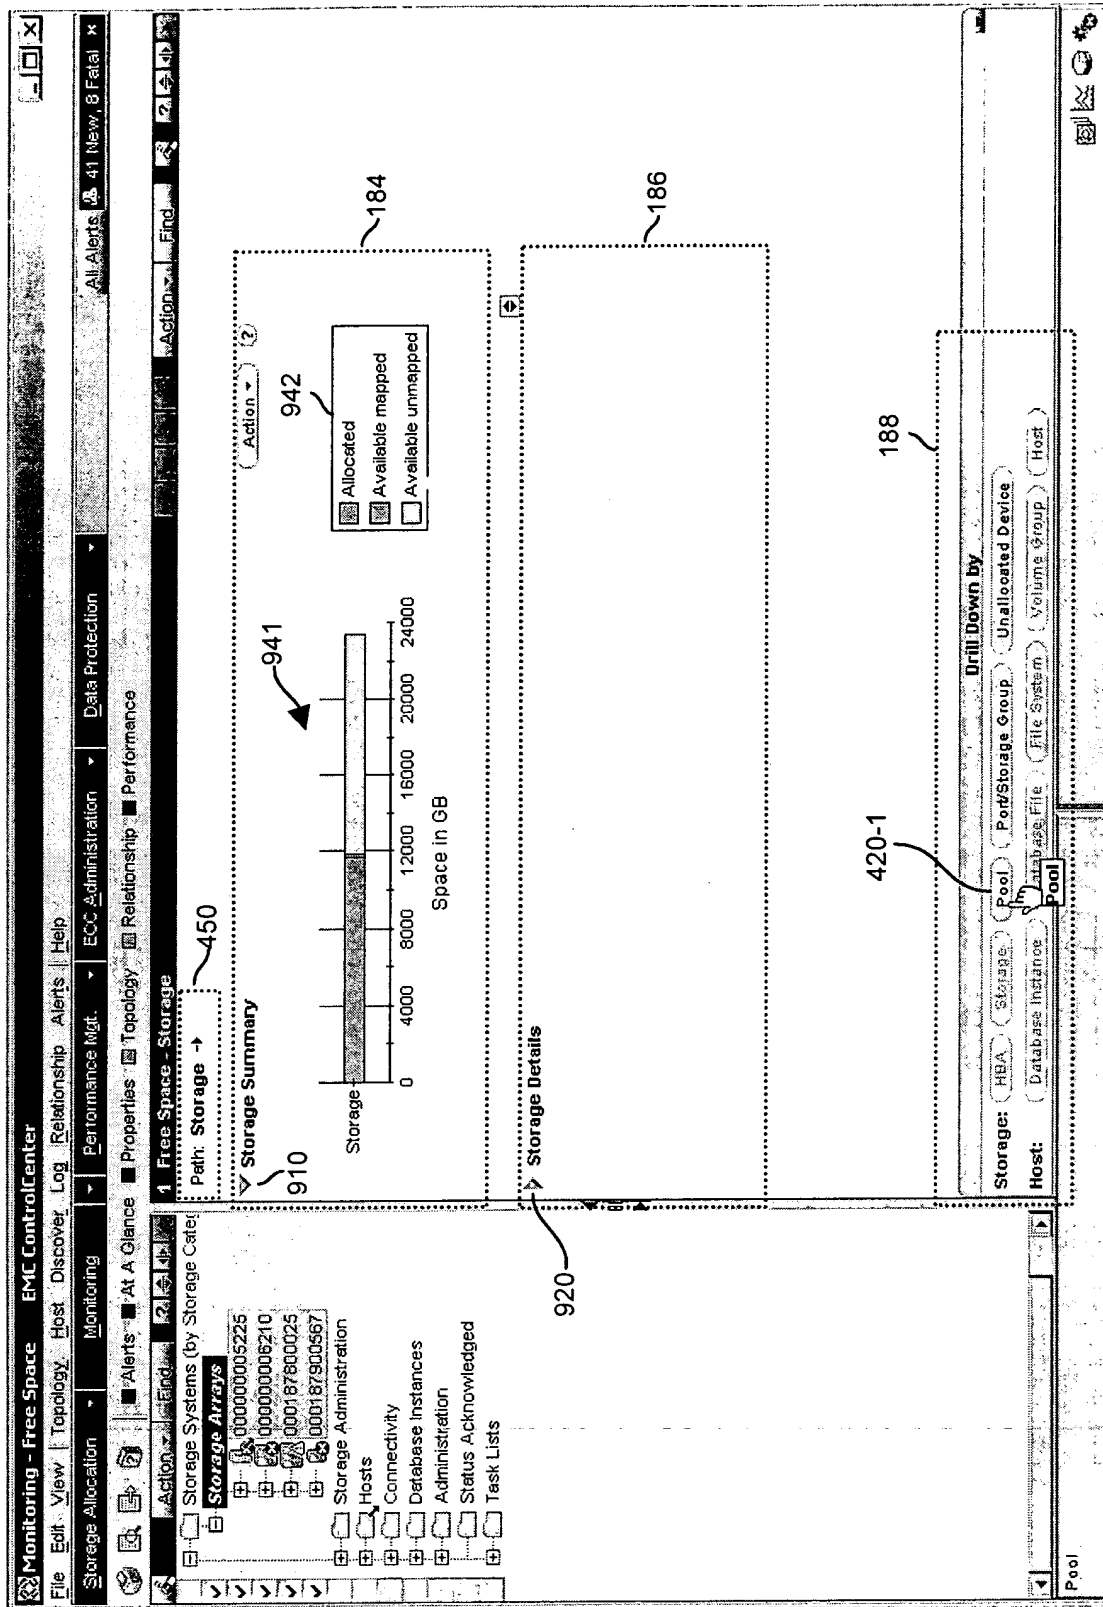 Monitoring - Free Space EMC ControlCenter
File Edit View Topology Host Discover Log Relationship Alerts Help
Storage Allocation Monitoring Performance Mgt. ECC Administration Data Protection All Alerts 41 New, 8 Fatal
Alerts At A Glance Properties Topology Relationship Performance
Action Find
Storage Systems (by Storage Categ
Storage Arrays
000000005225
000000006210
000187800025
000187900567
Storage Administration
Hosts
Connectivity
Database Instances
Administration
Status Acknowledged
Task Lists
1 Free Space - Storage
Action Find
Path: Storage →
450
Storage Summary
910
Action ?
Storage
0 4000 8000 12000 16000 20000 24000
Space in GB
941
942
Allocated
Available mapped
Available unmapped
184
Storage Details
920
186
188
420-1
Drill Down by
Storage: HBA Storage Pool Port/Storage Group Unallocated Device
Host: Database Instance Database File File System Volume Group Host
Pool
Pool